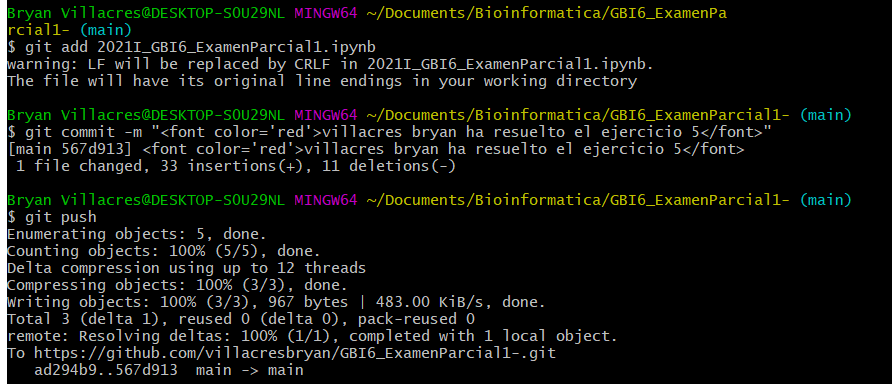 Bryan Villacres@DESKTOP-SOU29NL MINGW64 ~/Documents/Bioinformatica/GBI6_ExamenPa
rcial1- (main)
$ git add 2021I_GBI6_ExamenParcial1.ipynb
warning: LF will be replaced by CRLF in 2021I_GBI6_ExamenParcial1.ipynb.
The file will have its original line endings in your working directory
Bryan Villacres@DESKTOP-SOU29NL MINGW64 ~/Documents/Bioinformatica/GBI6_ExamenParcial1- (main)
$ git commit -m "<font color='red'>villacres bryan ha resuelto el ejercicio 5</font>"
[main 567d913] <font color='red'>villacres bryan ha resuelto el ejercicio 5</font>
 1 file changed, 33 insertions(+), 11 deletions(-)
Bryan Villacres@DESKTOP-SOU29NL MINGW64 ~/Documents/Bioinformatica/GBI6_ExamenParcial1- (main)
$ git push
Enumerating objects: 5, done.
Counting objects: 100% (5/5), done.
Delta compression using up to 12 threads
Compressing objects: 100% (3/3), done.
Writing objects: 100% (3/3), 967 bytes | 483.00 KiB/s, done.
Total 3 (delta 1), reused 0 (delta 0), pack-reused 0
remote: Resolving deltas: 100% (1/1), completed with 1 local object.
To https://github.com/villacresbryan/GBI6_ExamenParcial1-.git
   ad294b9..567d913  main -> main